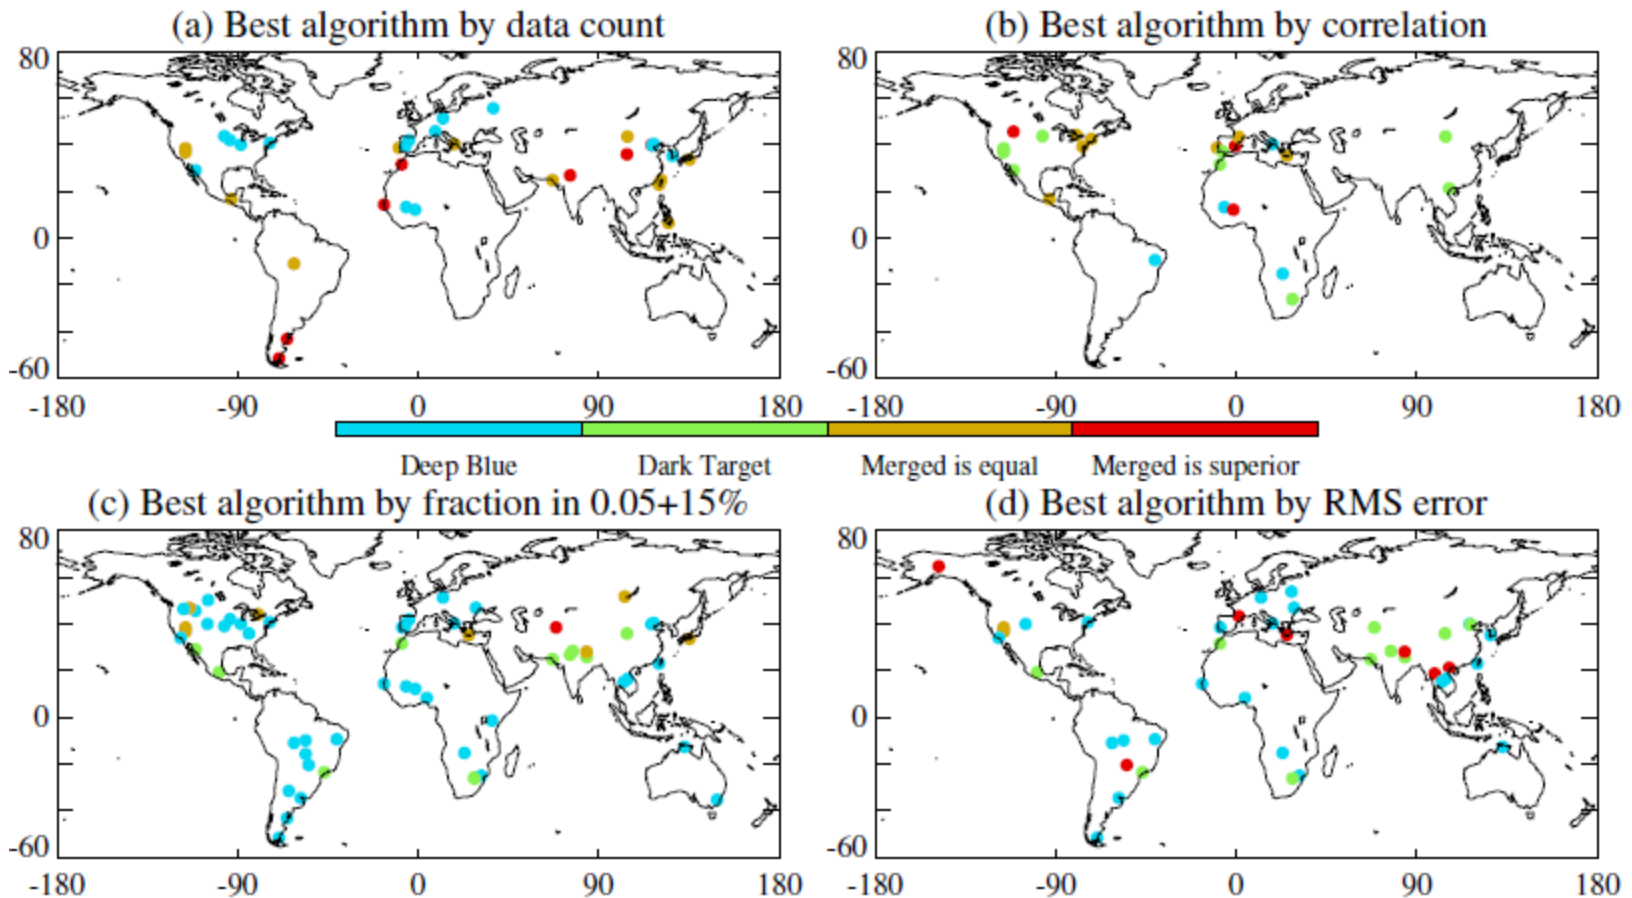 (a) Best algorithm by data count
(b) Best algorithm by correlation
80
0
-60
-180 -90 0 90 180
80
0
-60
-180 -90 0 90 180
Deep Blue Dark Target Merged is equal Merged is superior
(c) Best algorithm by fraction in 0.05+15%
(d) Best algorithm by RMS error
80
0
-60
-180 -90 0 90 180
80
0
-60
-180 -90 0 90 180